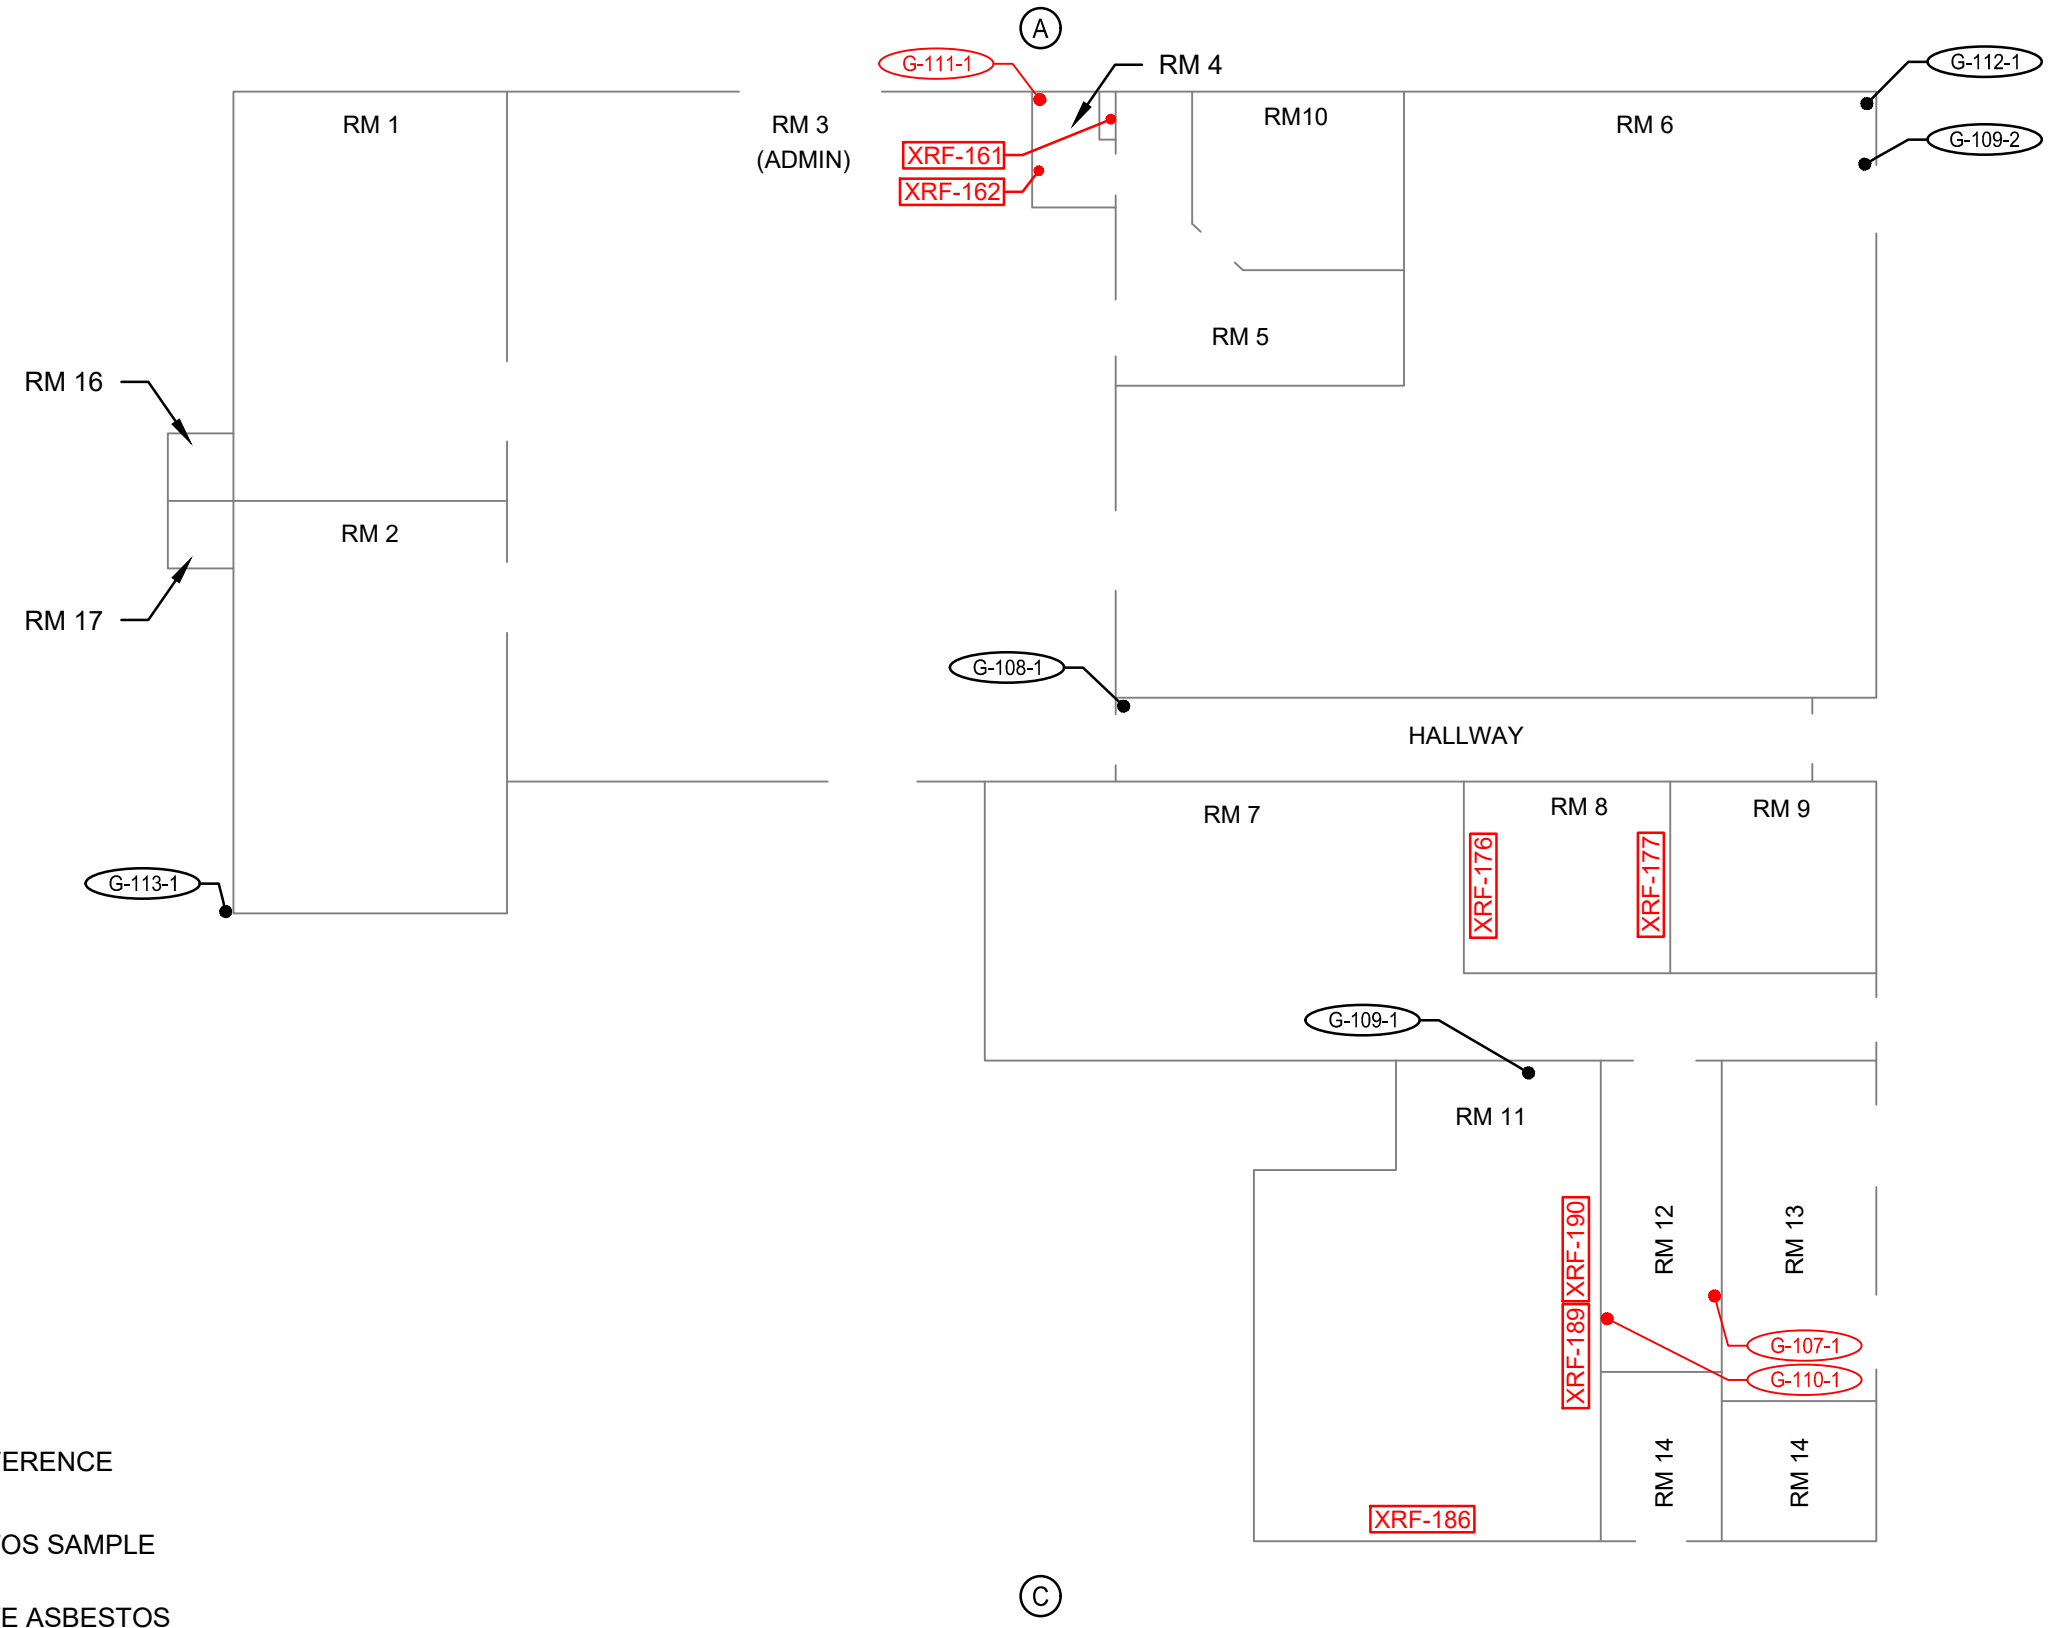 A
G-111-1
RM 4
G-112-1
RM 1
RM 3
(ADMIN)
RM10
RM 6
G-109-2
XRF-161
XRF-162
RM 5
RM 16
RM 2
RM 17
G-108-1
HALLWAY
RM 7
RM 8
RM 9
XRF-176
XRF-177
G-113-1
G-109-1
RM 11
XRF-190
RM 12
RM 13
XRF-189
G-107-1
G-110-1
RM 14
RM 14
XRF-186
FERENCE
TOS SAMPLE
C
E ASBESTOS